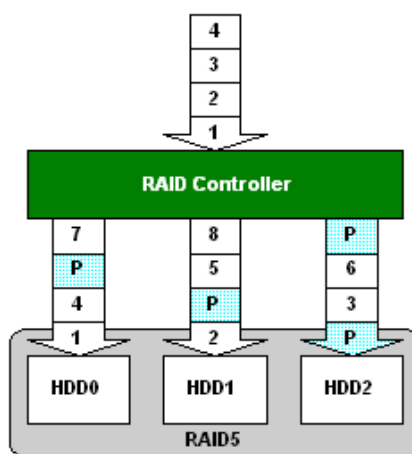 4
3
2
1
RAID Controller
7 8 P
P 5 6
4 P 3
1 2 P
HDD0 HDD1 HDD2
RAID5